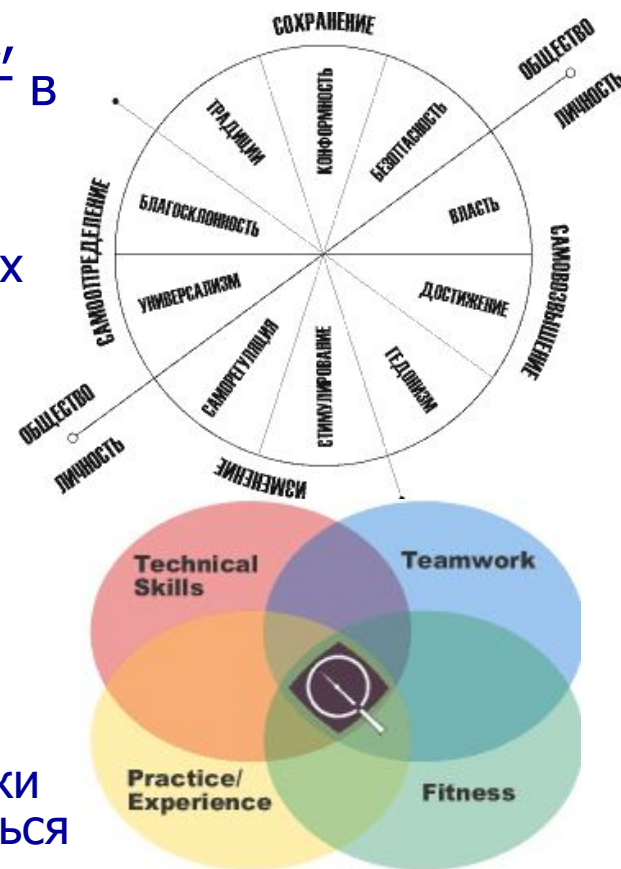 СОХРАНЕНИЕ
ОБЩЕСТВО
ЛИЧНОСТЬ
в
ТРАДИЦИИ
КОНФОРМНОСТЬ
БЕЗОПАСНОСТЬ
БЛАГОСКЛОННОСТЬ
ВЛАСТЬ
САМООПРЕДЕЛЕНИЕ
САМОВОЗВЫШЕНИЕ
х
УНИВЕРСАЛИЗМ
ДОСТИЖЕНИЕ
САМОРЕГУЛЯЦИЯ
СТИМУЛИРОВАНИЕ
ГЕДОНИЗМ
ОБЩЕСТВО
ЛИЧНОСТЬ
ИЗМЕНЕНИЕ
Technical
Skills
Teamwork
Practice/
Experience
Fitness
ки
ься